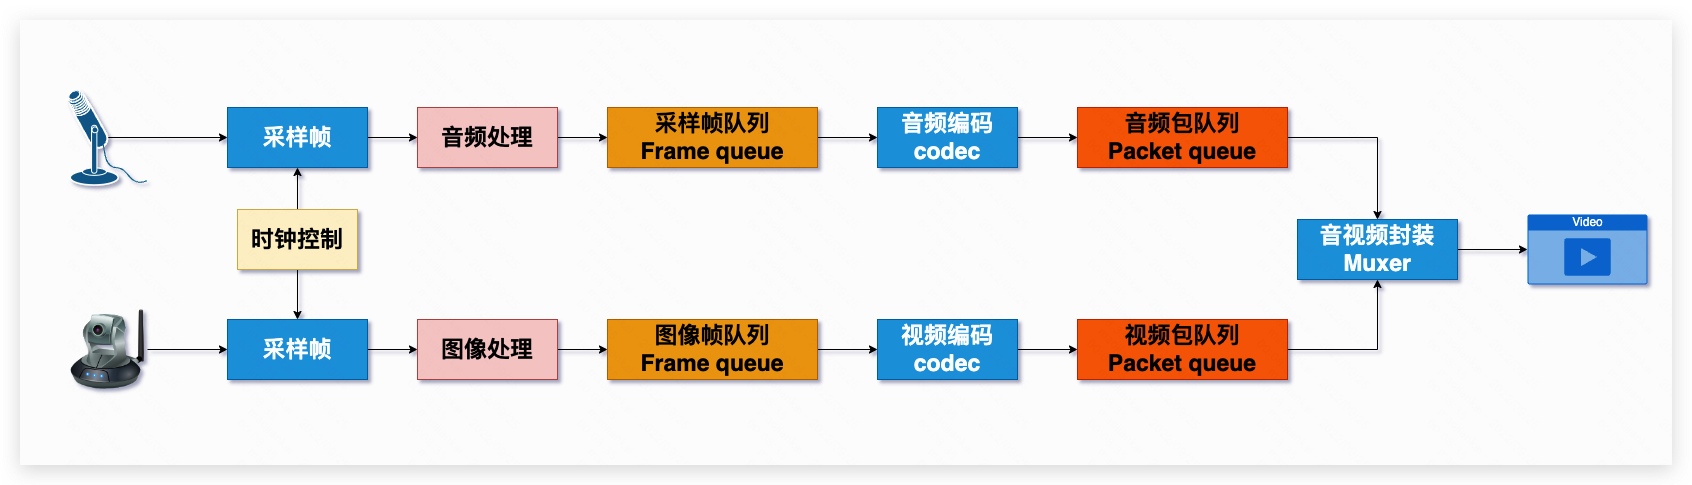 采样帧
音频处理
采样帧队列
Frame queue
音频编码
codec
音频包队列
Packet queue
时钟控制
音视频封装
Muxer
Video
采样帧
图像处理
图像帧队列
Frame queue
视频编码
codec
视频包队列
Packet queue